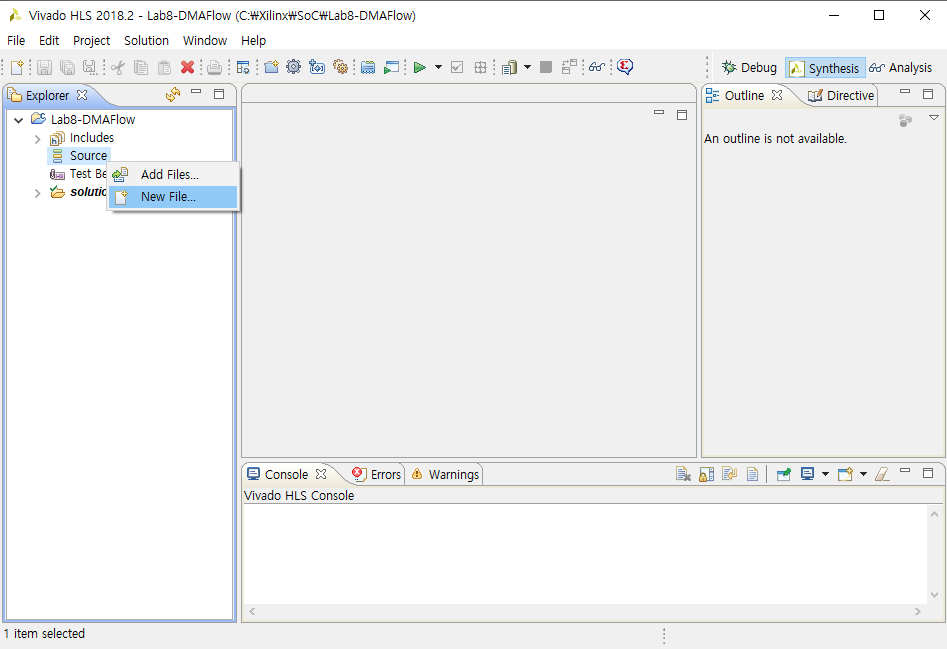 Vivado HLS 2018.2 - Lab8-DMAFlow (C:₩Xilinx₩SoC₩Lab8-DMAFlow)
File Edit Project Solution Window Help
Debug Synthesis Analysis
Explorer
Outline Directive
Lab8-DMAFlow
Includes
An outline is not available.
Source
Test Be
Add Files...
solutio
New File...
Console Errors Warnings
Vivado HLS Console
1 item selected